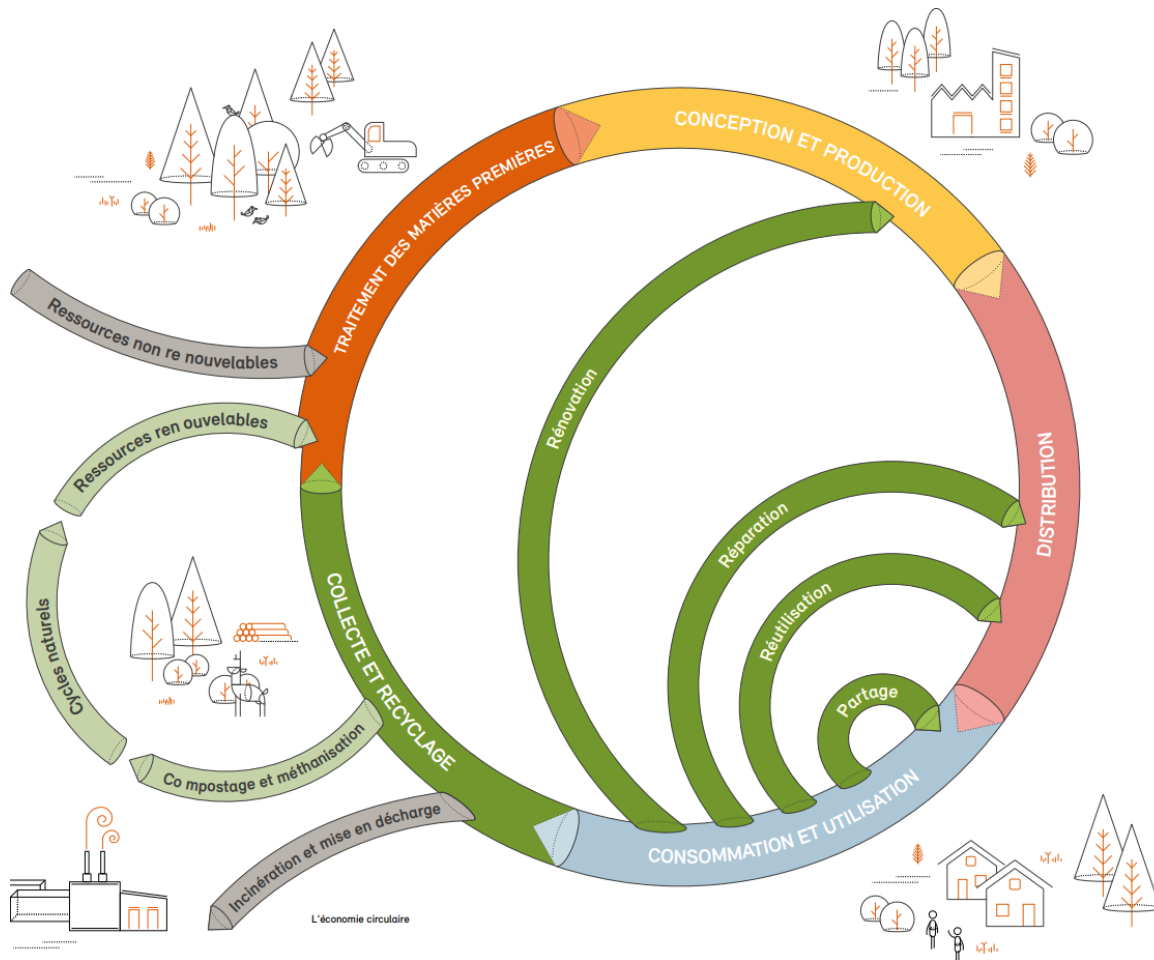 CONCEPTION ET PRODUCTION
TRAITEMENT DES MATIÈRES PREMIÈRES
Ressources non re nouvelables
Ressources ren ouvelables
Rénovation
DISTRIBUTION
Réparation
Réutilisation
Partage
COLLECTE ET RECYCLAGE
Cycles naturels
Co mpostage et méthanisation
Incinération et mise en décharge
CONSOMMATION ET UTILISATION
L'économie circulaire